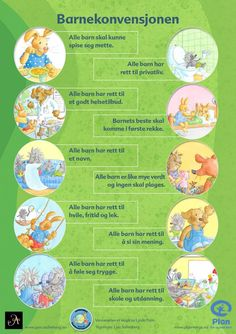 Barnekonvensjonen
Alle barn skal kunne
spise seg mette.
Alle barn har
rett til privatliv.
Alle barn har rett til
et godt helsetilbud.
Barnets beste skal
komme i første rekke.
Alle barn har rett til
et navn.
Alle barn er like mye verdt
og ingen skal plages.
Alle barn har rett til
hvile, fritid og lek.
Alle barn har rett til
å si sin mening.
Alle barn har rett til
å føle seg trygge.
Alle barn har rett til
skole og utdanning.
Plan